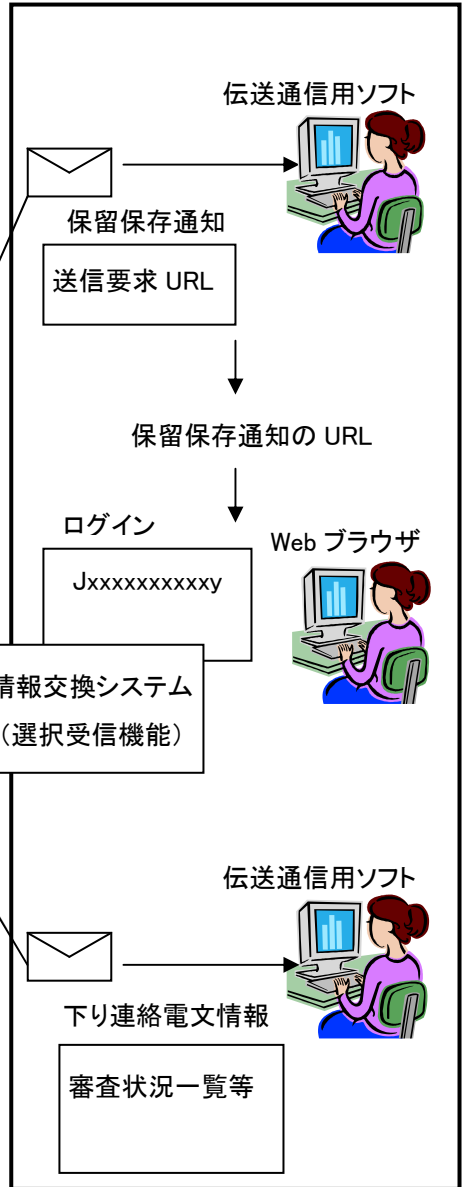 伝送通信用ソフト
保留保存通知
送信要求 URL
保留保存通知の URL
ログイン
Web ブラウザ
Jxxxxxxxxxxy
情報交換システム
（選択受信機能）
伝送通信用ソフト
下り連絡電文情報
審査状況一覧等